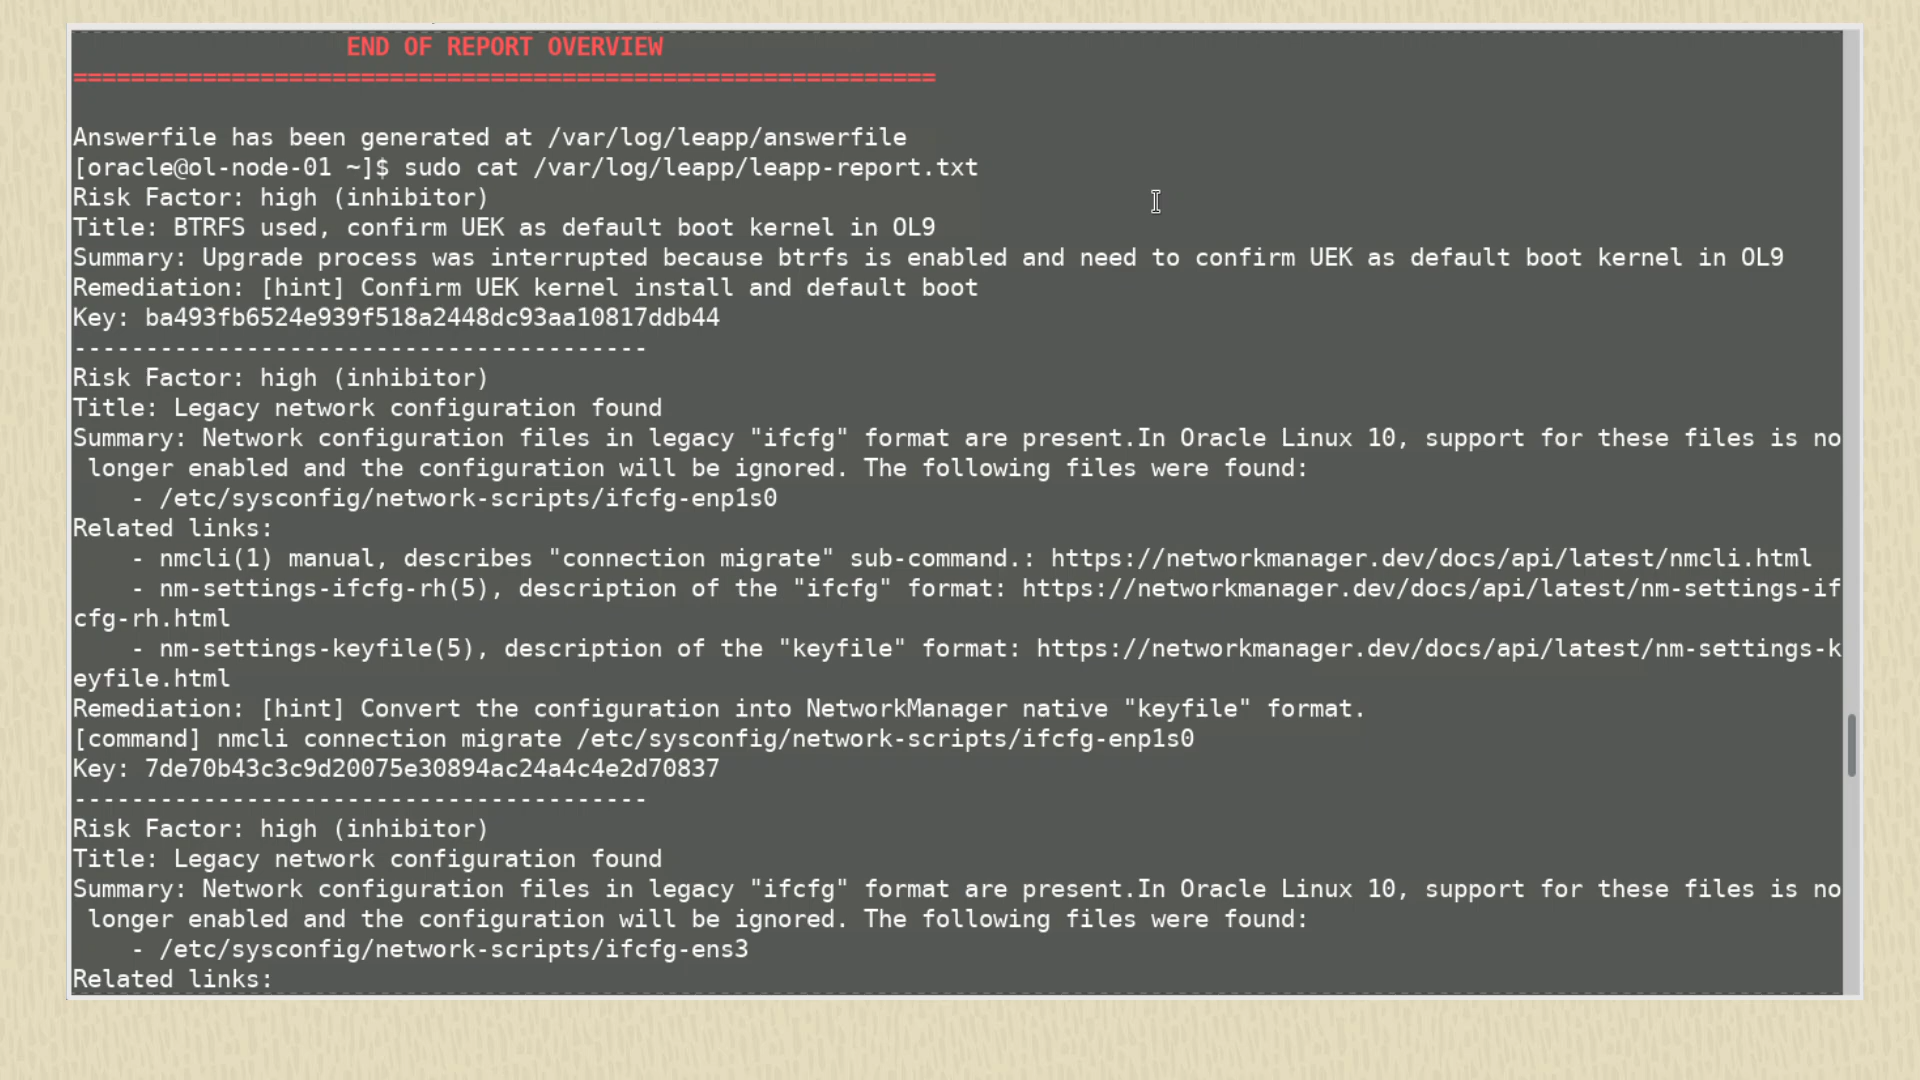 END OF REPORT OVERVIEW
============================================================
Answerfile has been generated at /var/log/leapp/answerfile
[oracle@ol-node-01 ~]$ sudo cat /var/log/leapp/leapp-report.txt
Risk Factor: high (inhibitor)
Title: BTRFS used, confirm UEK as default boot kernel in OL9
Summary: Upgrade process was interrupted because btrfs is enabled and need to confirm UEK as default boot kernel in OL9
Remediation: [hint] Confirm UEK kernel install and default boot
Key: ba493fb6524e939f518a2448dc93aa10817ddb44
----------------------------------------
Risk Factor: high (inhibitor)
Title: Legacy network configuration found
Summary: Network configuration files in legacy "ifcfg" format are present.In Oracle Linux 10, support for these files is no
 longer enabled and the configuration will be ignored. The following files were found:
    - /etc/sysconfig/network-scripts/ifcfg-enp1s0
Related links:
    - nmcli(1) manual, describes "connection migrate" sub-command.: https://networkmanager.dev/docs/api/latest/nmcli.html
    - nm-settings-ifcfg-rh(5), description of the "ifcfg" format: https://networkmanager.dev/docs/api/latest/nm-settings-if
cfg-rh.html
    - nm-settings-keyfile(5), description of the "keyfile" format: https://networkmanager.dev/docs/api/latest/nm-settings-k
eyfile.html
Remediation: [hint] Convert the configuration into NetworkManager native "keyfile" format.
[command] nmcli connection migrate /etc/sysconfig/network-scripts/ifcfg-enp1s0
Key: 7de70b43c3c9d20075e30894ac24a4c4e2d70837
----------------------------------------
Risk Factor: high (inhibitor)
Title: Legacy network configuration found
Summary: Network configuration files in legacy "ifcfg" format are present.In Oracle Linux 10, support for these files is no
 longer enabled and the configuration will be ignored. The following files were found:
    - /etc/sysconfig/network-scripts/ifcfg-ens3
Related links: